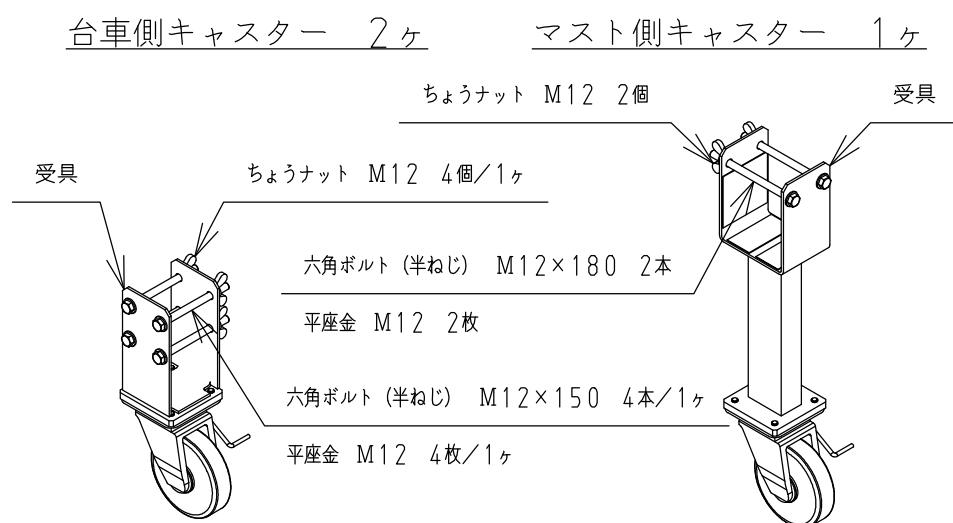 台車側キャスター 2ヶ
マスト側キャスター 1ヶ
ちょうナット M12 2個
受具
受具
ちょうナット M12 4個/1ヶ
六角ボルト(半ねじ) M12×180 2本
平座金 M12 2枚
六角ボルト(半ねじ) M12×150 4本/1ヶ
平座金 M12 4枚/1ヶ